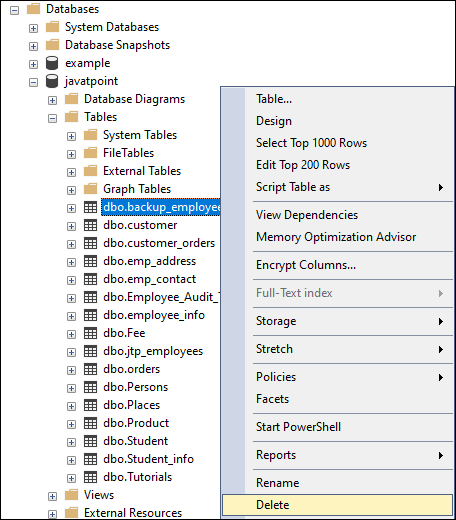 Databases
System Databases
Database Snapshots
example
javatpoint
Database Diagrams
Tables
System Tables
FileTables
External Tables
Graph Tables
dbo.backup_employee
dbo.customer
dbo.customer_orders
dbo.emp_address
dbo.emp_contact
dbo.Employee_Audit_
dbo.employee_info
dbo.Fee
dbo.jtp_employees
dbo.orders
dbo.Persons
dbo.Places
dbo.Product
dbo.Student
dbo.Student_info
dbo.Tutorials
Views
External Resources
Table...
Design
Select Top 1000 Rows
Edit Top 200 Rows
Script Table as
View Dependencies
Memory Optimization Advisor
Encrypt Columns...
Full-Text index
Storage
Stretch
Policies
Facets
Start PowerShell
Reports
Rename
Delete